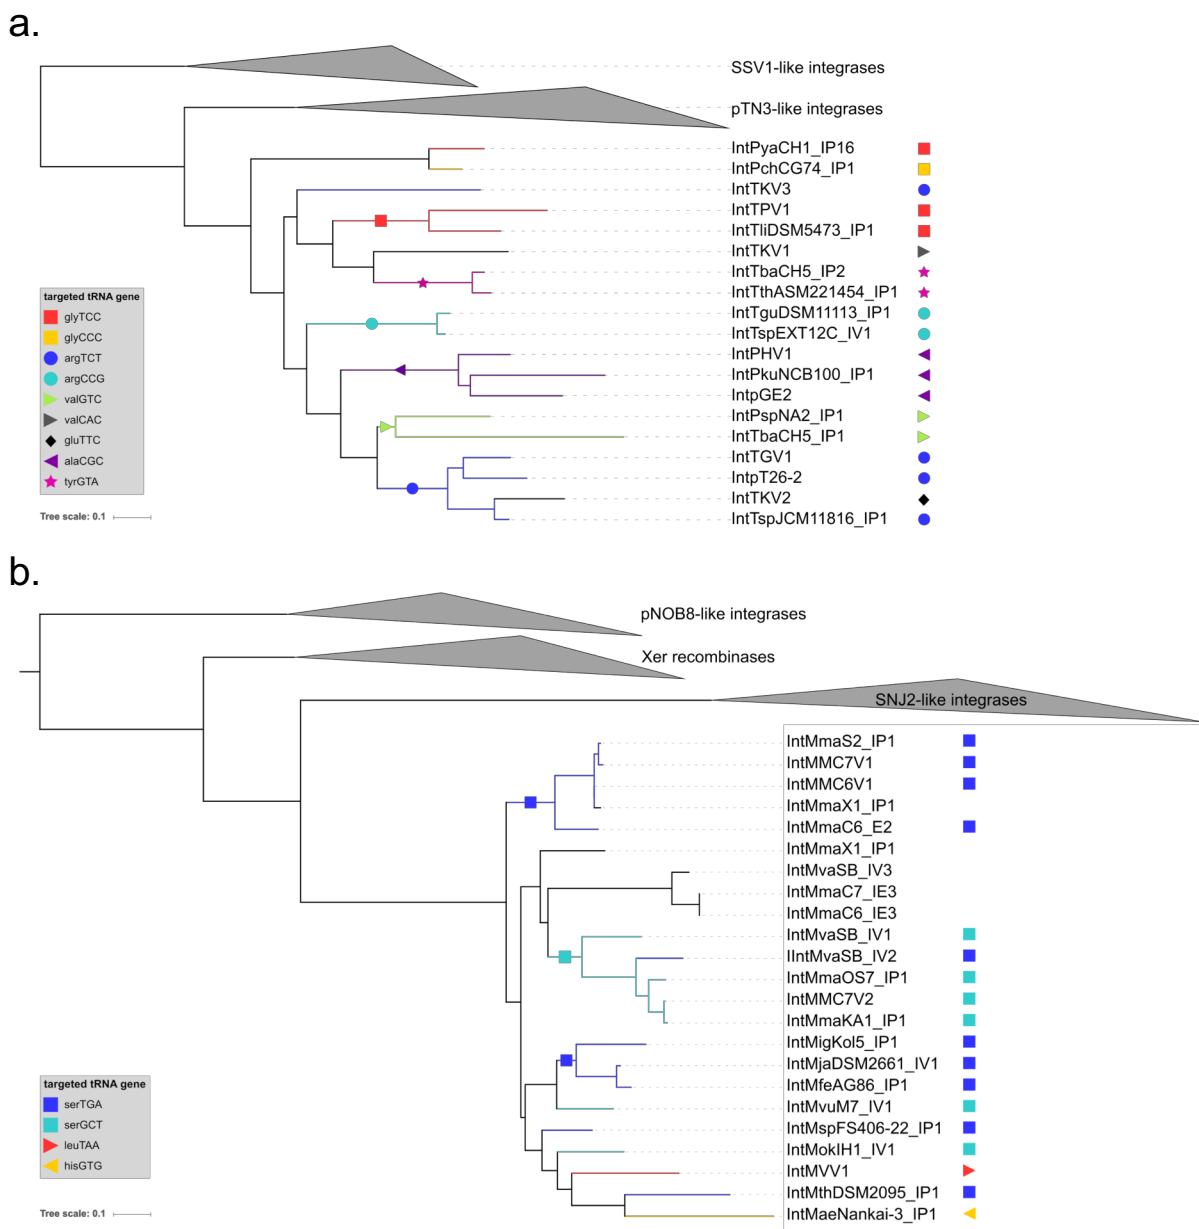 a.
SSV1-like integrases
pTN3-like integrases
IntPyaCH1_IP16
IntPchCG74_IP1
IntTKV3
IntTPV1
IntTliDSM5473_IP1
IntTKV1
IntTbaCH5_IP2
IntTthASM221454_IP1
IntTguDSM11113_IP1
IntTspEXT12C_IV1
IntPHV1
IntPkuNCB100_IP1
IntpGE2
IntPspNA2_IP1
IntTbaCH5_IP1
IntTGV1
IntpT26-2
IntTKV2
IntTspJCM11816_IP1
targeted tRNA gene
glyTCC
glyCCC
argTCT
argCCG
valGTC
valCAC
gluTTC
alaCGC
tyrGTA
Tree scale: 0.1
b.
pNOB8-like integrases
Xer recombinases
SNJ2-like integrases
IntMmaS2_IP1
IntMMC7V1
IntMMC6V1
IntMmaX1_IP1
IntMmaC6_E2
IntMmaX1_IP1
IntMvaSB_IV3
IntMmaC7_IE3
IntMmaC6_IE3
IntMvaSB_IV1
IIntMvaSB_IV2
IntMmaOS7_IP1
IntMMC7V2
IntMmaKA1_IP1
IntMigKol5_IP1
IntMjaDSM2661_IV1
IntMfeAG86_IP1
IntMvuM7_IV1
IntMspFS406-22_IP1
IntMokIH1_IV1
IntMVV1
IntMthDSM2095_IP1
IntMaeNankai-3_IP1
targeted tRNA gene
serTGA
serGCT
leuTAA
hisGTG
Tree scale: 0.1